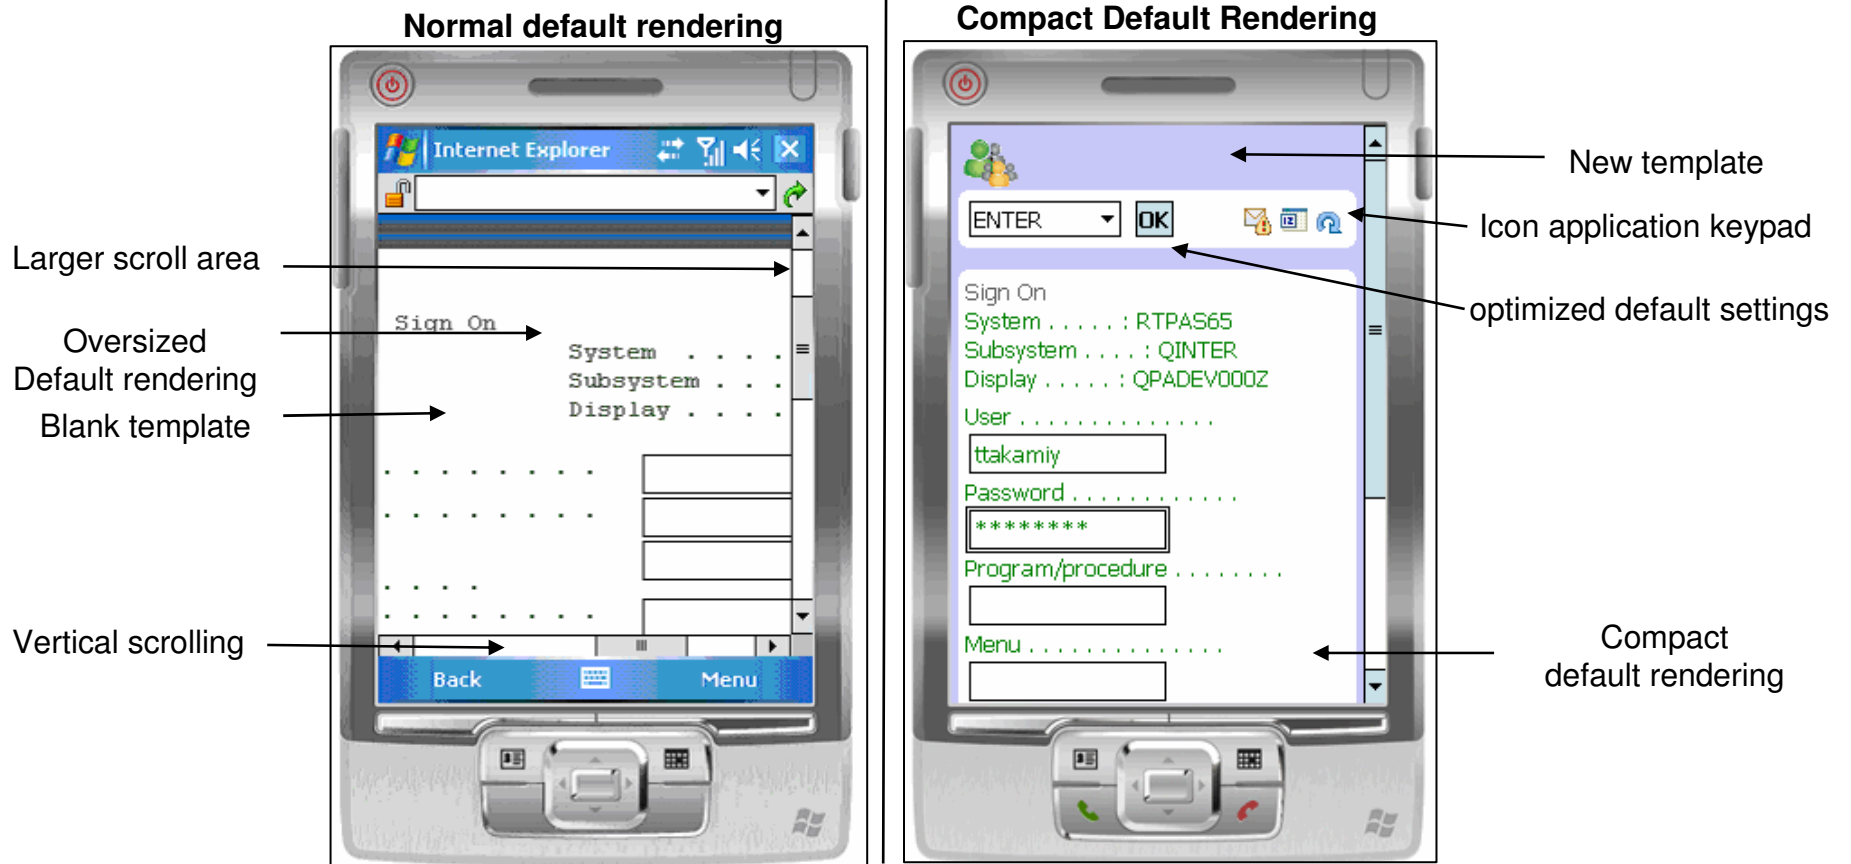 Normal default rendering
Internet Explorer
Sign On
System . . . .
Subsystem . . .
Display . . . .
. . . . . . . .
. . . . . . . .
. . . .
. . . . . . . .
Back
Menu
Larger scroll area
Oversized
Default rendering
Blank template
Vertical scrolling
Compact Default Rendering
ENTER
OK
12
Sign On
System . . . . . : RTPAS65
Subsystem . . . . : QINTER
Display . . . . . : QPADEV000Z
User . . . . . . . . . . . . . .
ttakamiy
Password . . . . . . . . . . . .
********
Program/procedure . . . . . . . .
Menu . . . . . . . . . . . . . .
New template
Icon application keypad
optimized default settings
Compact
default rendering